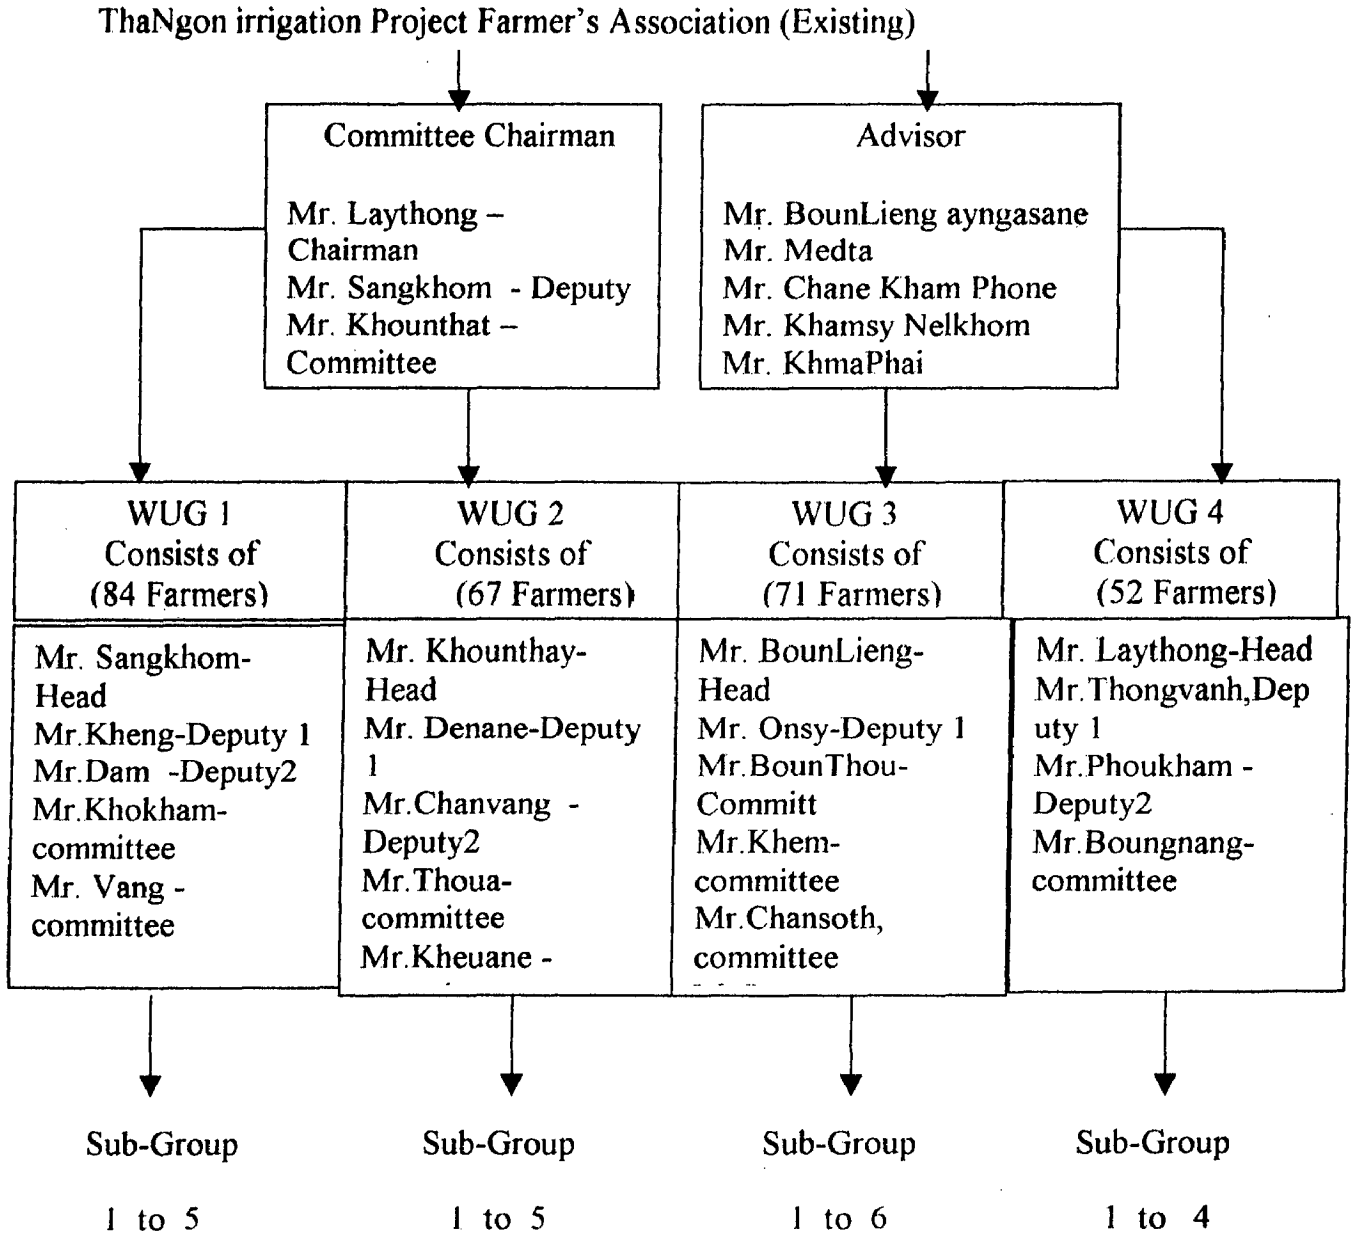 ThaNgon irrigation Project Farmer's Association (Existing)
Committee Chairman
Mr. Laythong –
Chairman
Mr. Sangkhom - Deputy
Mr. Khounthat –
Committee
Advisor
Mr. BounLieng ayngasane
Mr. Medta
Mr. Chane Kham Phone
Mr. Khamsy Nelkhom
Mr. KhmaPhai
WUG 1
Consists of
(84 Farmers)
WUG 2
Consists of
(67 Farmers)
WUG 3
Consists of
(71 Farmers)
WUG 4
Consists of
(52 Farmers)
Mr. Sangkhom-
Head
Mr.Kheng-Deputy 1
Mr.Dam -Deputy2
Mr.Khokham-
committee
Mr. Vang -
committee
Mr. Khounthay-
Head
Mr. Denane-Deputy
1
Mr.Chanvang -
Deputy2
Mr.Thoua-
committee
Mr.Kheuane -
Mr. BounLieng-
Head
Mr. Onsy-Deputy 1
Mr.BounThou-
Committ
Mr.Khem-
committee
Mr.Chansoth,
committee
Mr. Laythong-Head
Mr.Thongvanh,Dep
uty 1
Mr.Phoukham -
Deputy2
Mr.Boungnang-
committee
Sub-Group
1 to 5
Sub-Group
1 to 5
Sub-Group
1 to 6
Sub-Group
1 to 4